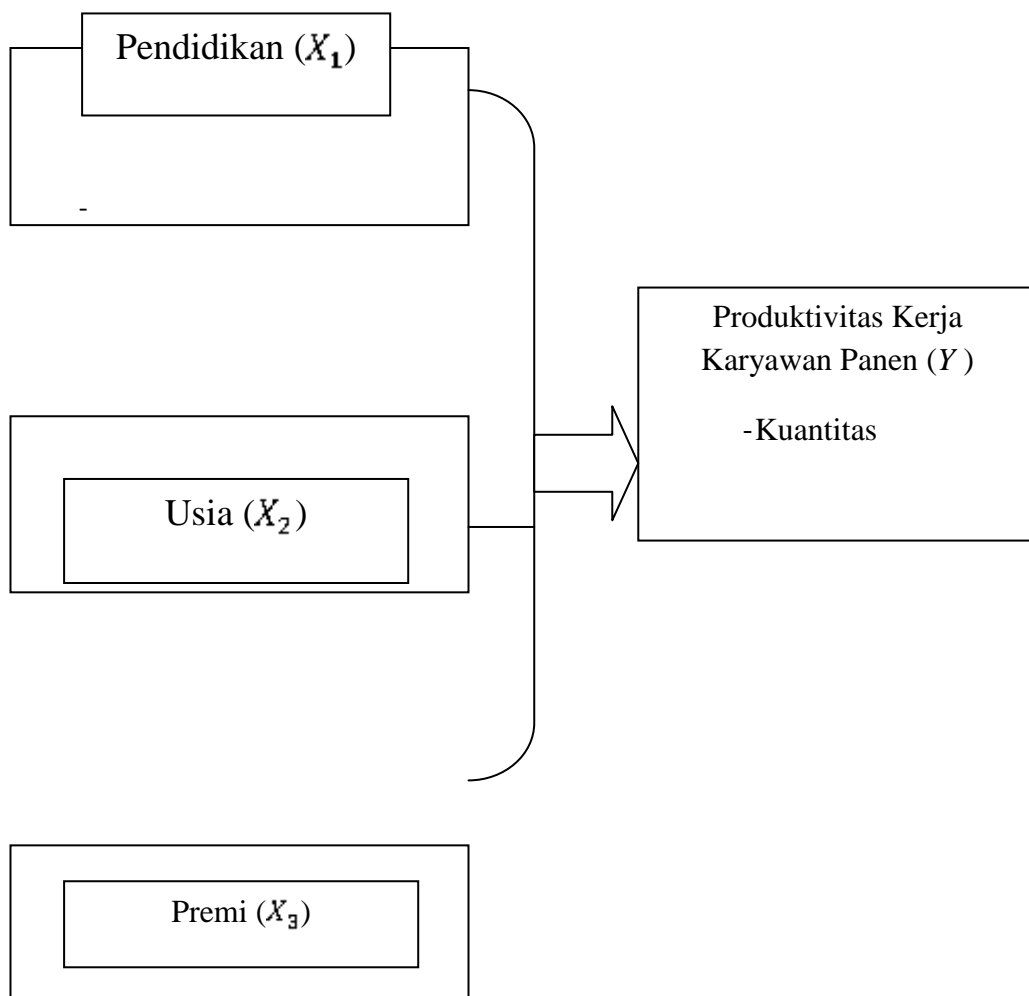 Pendidikan (X₁)
-
Usia (X₂)
Premi (X₃)
Produktivitas Kerja
Karyawan Panen (Y )
-Kuantitas